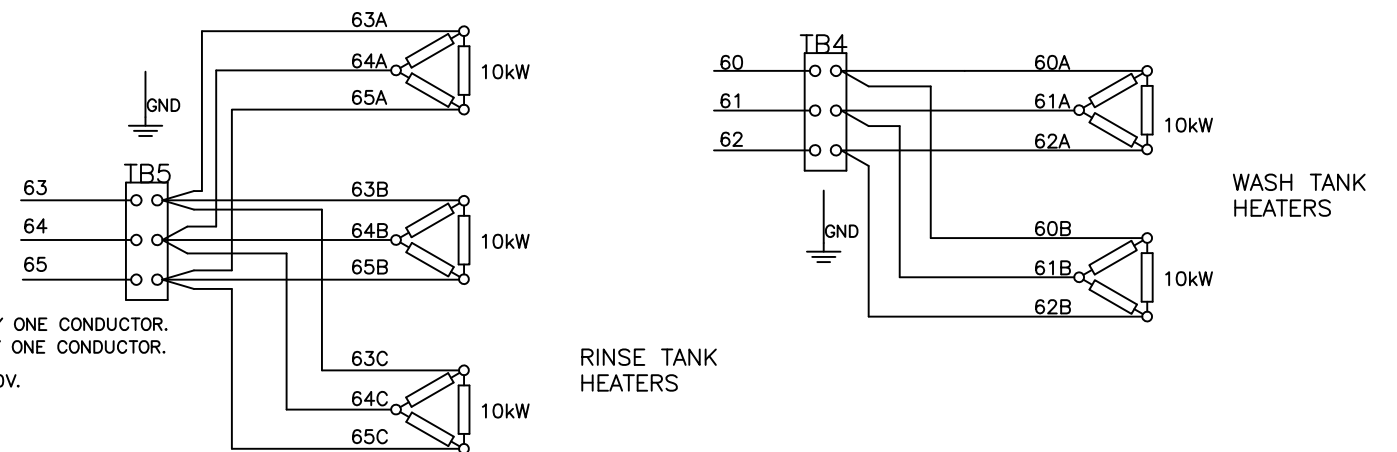 63A
64A
10kW
65A
GND
TB5
63
63B
64
64B
10kW
65
65B
ONE CONDUCTOR.
ONE CONDUCTOR.
63C
64C
10kW
65C
RINSE TANK
HEATERS
TB4
60
60A
61
61A
10kW
62
62A
GND
60B
61B
10kW
62B
WASH TANK
HEATERS